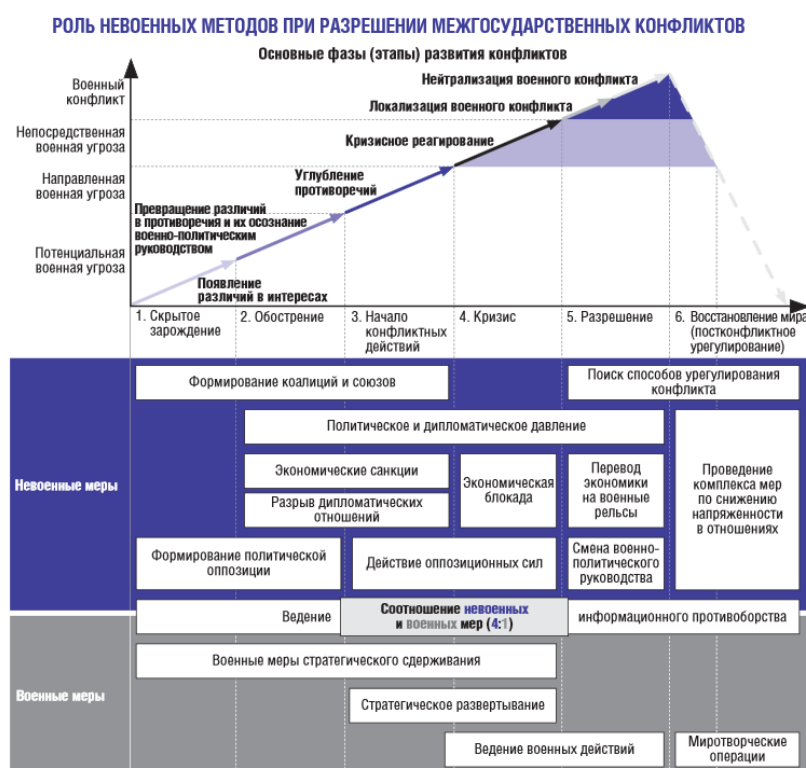 РОЛЬ НЕВОЕННЫХ МЕТОДОВ ПРИ РАЗРЕШЕНИИ МЕЖГОСУДАРСТВЕННЫХ КОНФЛИКТОВ
Основные фазы (этапы) развития конфликтов
Военный
конфликт
Непосредственная
военная угроза
Направленная
военная угроза
Потенциальная
военная угроза
Нейтрализация военного конфликта
Локализация военного конфликта
Кризисное реагирование
Углубление
противоречий
Превращение различий
в противоречия и их осознание
военно-политическим
руководством
Появление
различий в интересах
1. Скрытое
зарождение
2. Обострение
3. Начало
конфликтных
действий
4. Кризис
5. Разрешение
6. Восстановление мира
(постконфликтное
урегулирование)
Невоенные меры
Формирование коалиций и союзов
Поиск способов урегулирования
конфликта
Политическое и дипломатическое давление
Экономические санкции
Разрыв дипломатических
отношений
Экономическая
блокада
Перевод
экономики
на военные
рельсы
Проведение
комплекса мер
по снижению
напряженности
в отношениях
Формирование политической
оппозиции
Действие оппозиционных сил
Смена военно-
политического
руководства
Ведение
Соотношение невоенных
и военных мер (4:1)
информационного противоборства
Военные меры
Военные меры стратегического сдерживания
Стратегическое развертывание
Ведение военных действий
Миротворческие
операции